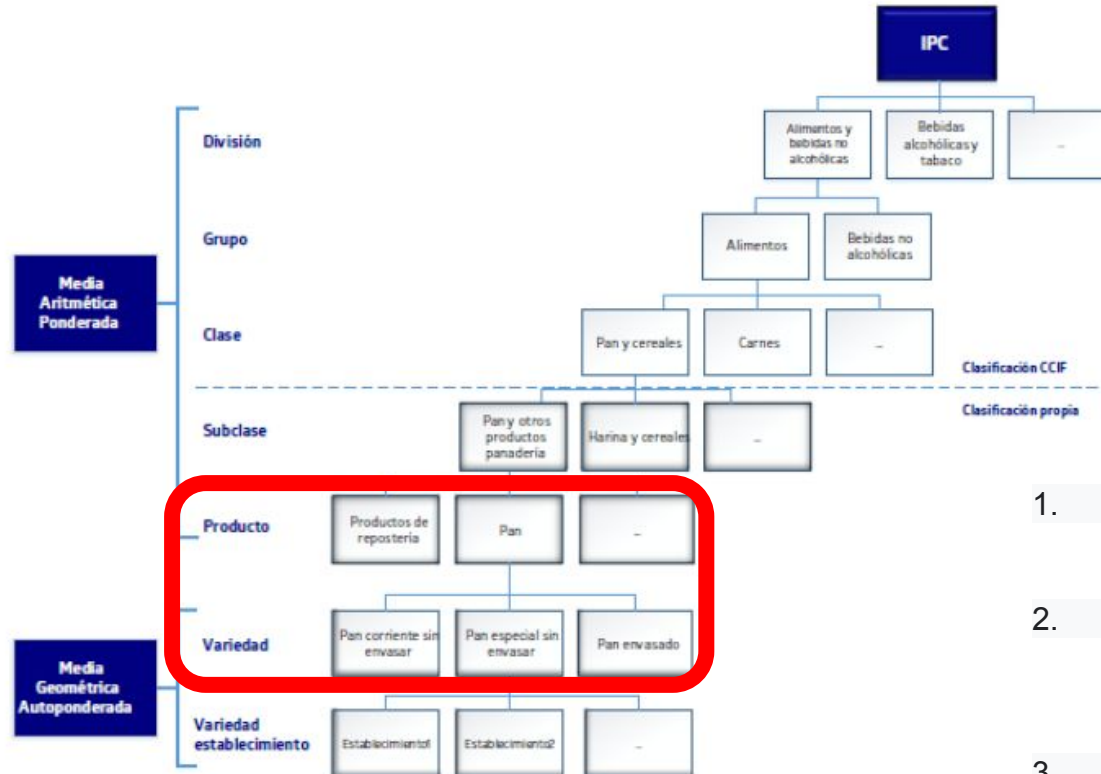 IPC
División
Alimentos y
bebidas no
alcohólicas
Bebidas
alcohólicas y
tabaco
...
Grupo
Alimentos
Bebidas no
alcohólicas
Media
Aritmética
Ponderada
Clase
Pan y cereales
Carnes
...
Clasificación CCIF
Clasificación propia
Subclase
Pan y otros
productos
panadería
Harina y cereales
...
Producto
Productos de
repostería
Pan
...
1.
Variedad
Pan corriente sin
envasar
Pan especial sin
envasar
Pan envasado
2.
Media
Geométrica
Autoponderada
Variedad
establecimiento
Establecimiento1
Establecimiento2
...
3.